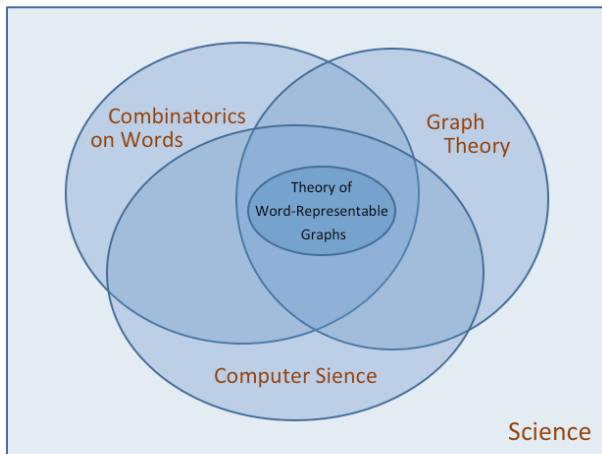 Combinatorics
on Words
Graph
Theory
Theory of
Word-Representable
Graphs
Computer Sience
Science